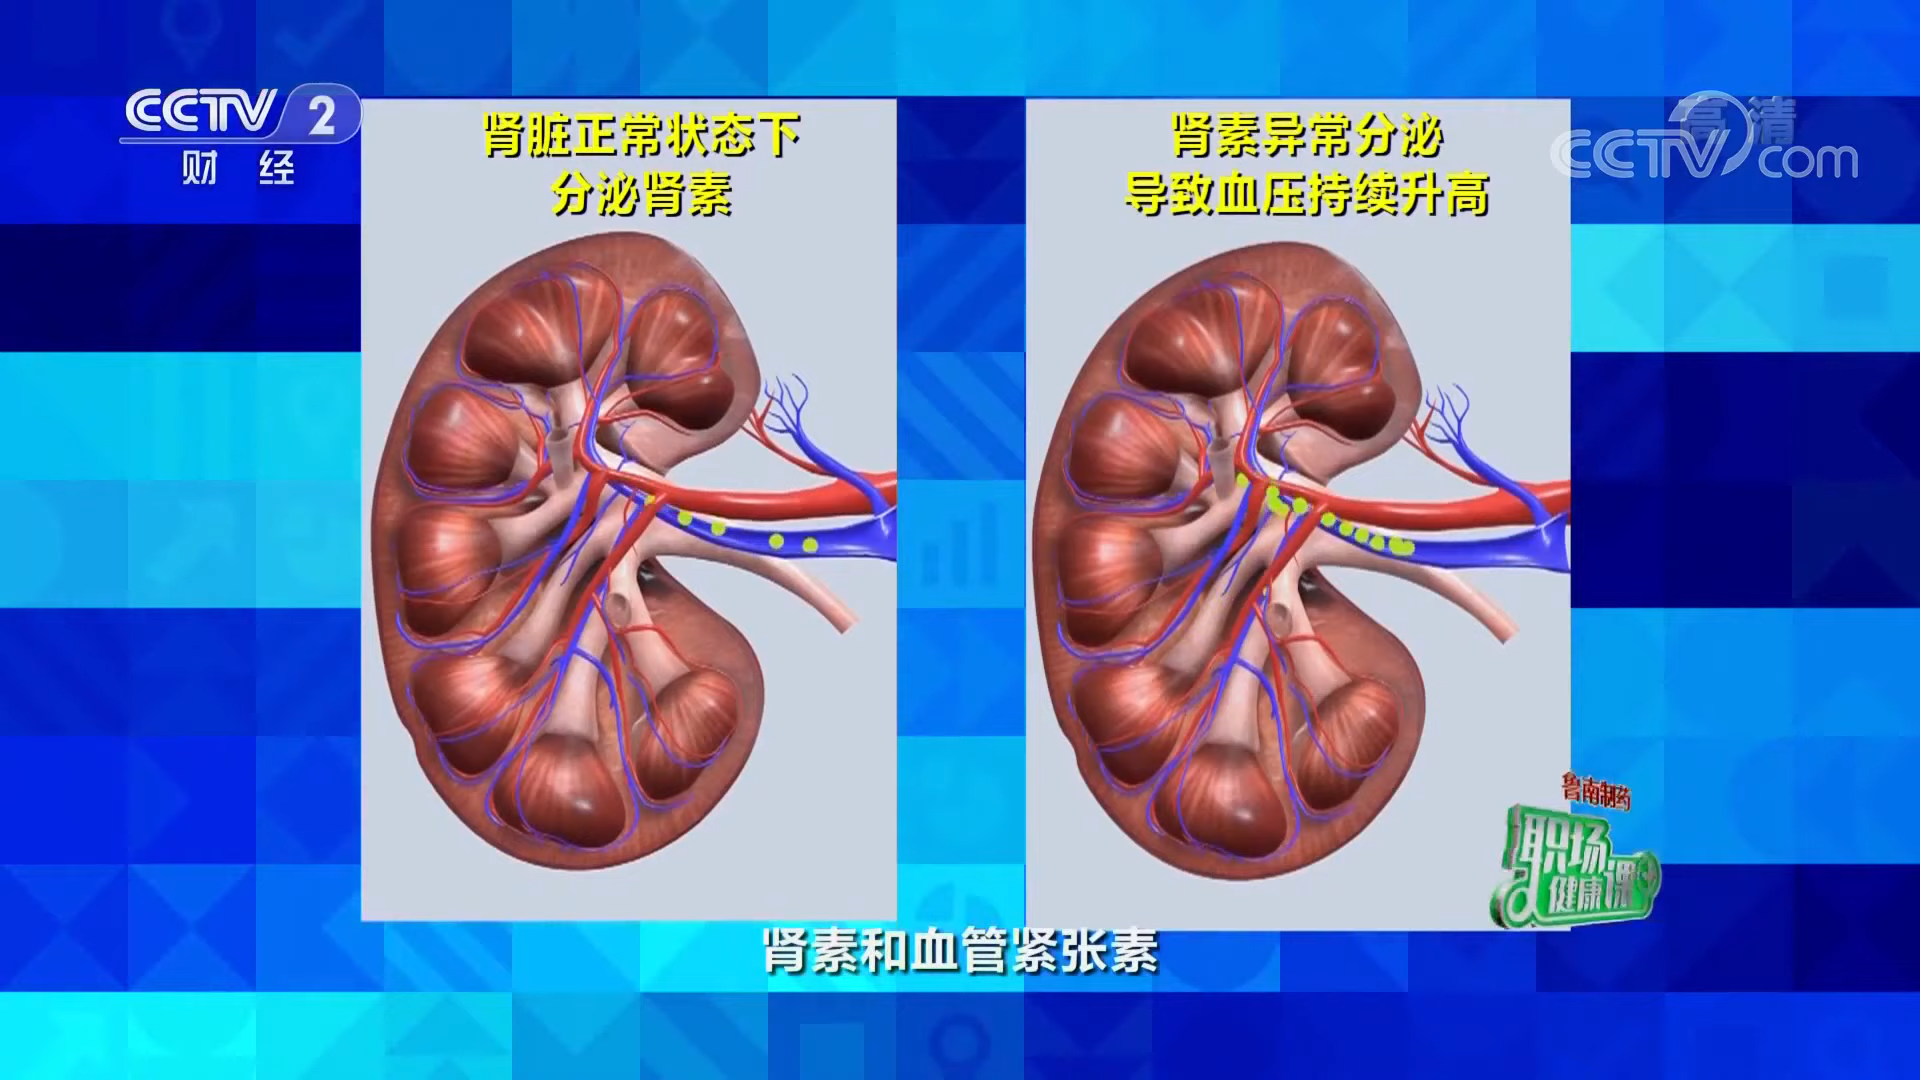 CCTV 2
财 经
肾脏正常状态下
分泌肾素
肾素异常分泌
导致血压持续升高
高清
CCTV.com
鲁南制药
职场
健康课
肾素和血管紧张素